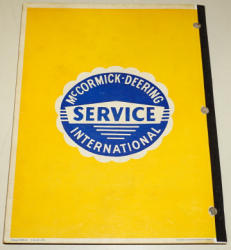 McCORMICK-DEERING
SERVICE
INTERNATIONAL